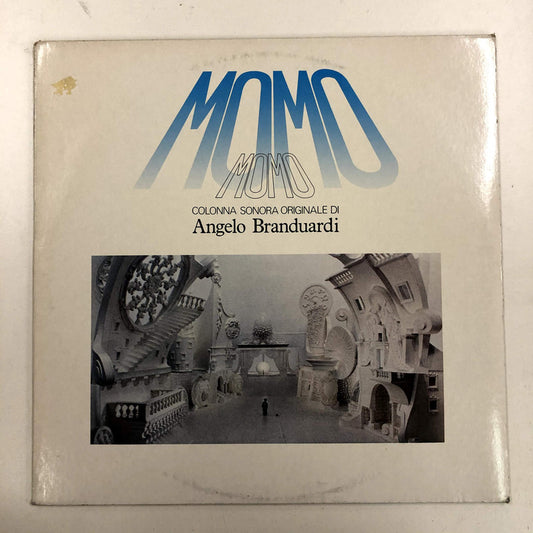 MOMO
MOMO
COLONNA SONORA ORIGINALE DI
Angelo Branduardi